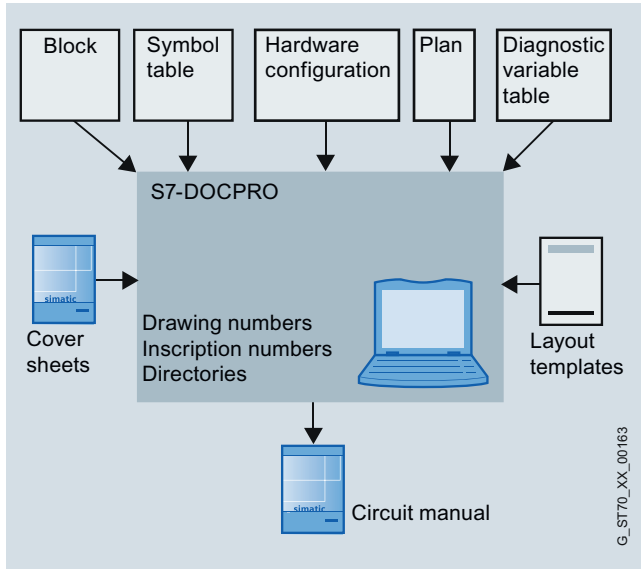 Block
Symbol
table
Hardware
configuration
Plan
Diagnostic
variable
table
S7-DOCPRO
simatic
Cover
sheets
Drawing numbers
Inscription numbers
Directories
Layout
templates
simatic
Circuit manual
G_ST70_XX_00163